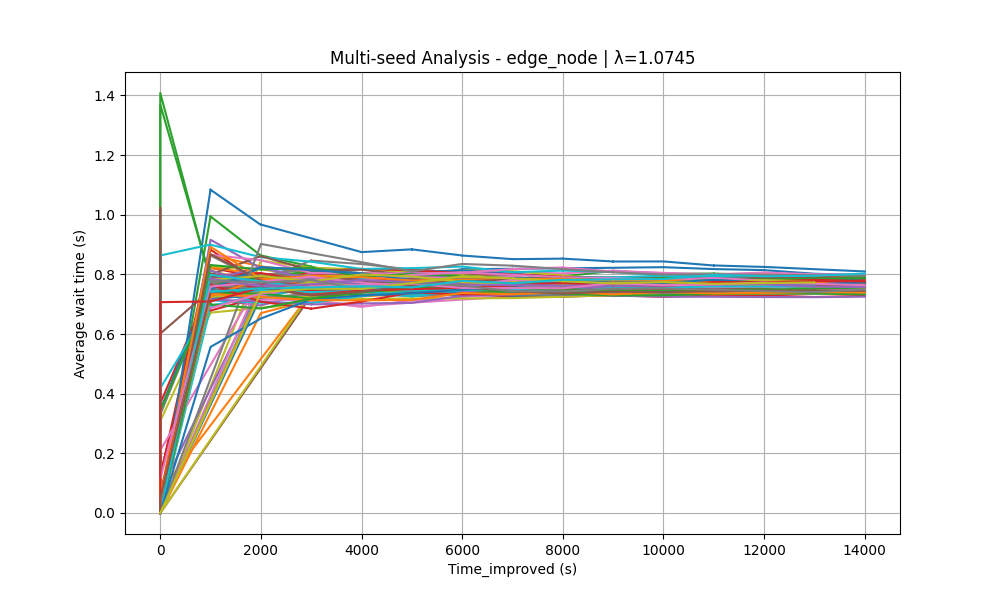 Multi-seed Analysis - edge_node | λ=1.0745
Average wait time (s)
1.4
1.2
1.0
0.8
0.6
0.4
0.2
0.0
0 2000 4000 6000 8000 10000 12000 14000
Time_improved (s)